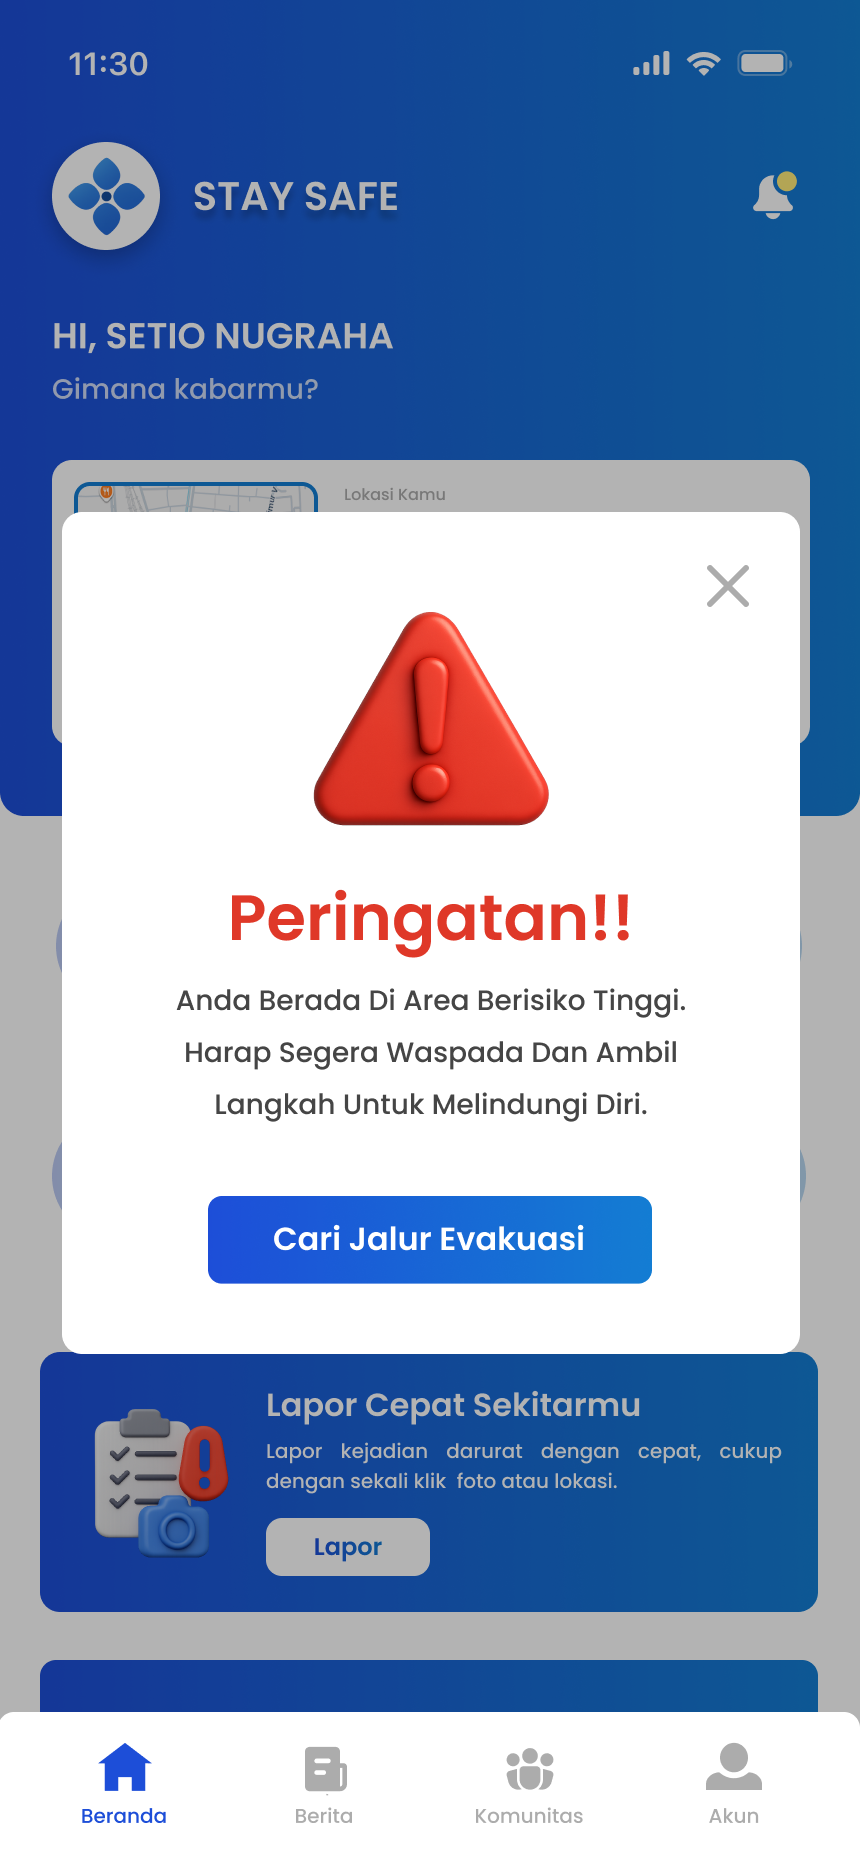 11:30
STAY SAFE
HI, SETIO NUGRAHA
Gimana kabarmu?
Lokasi Kamu
Peringatan!!
Anda Berada Di Area Berisiko Tinggi.
Harap Segera Waspada Dan Ambil
Langkah Untuk Melindungi Diri.
Cari Jalur Evakuasi
Lapor Cepat Sekitarmu
Lapor kejadian darurat dengan cepat, cukup
dengan sekali klik foto atau lokasi.
Lapor
Beranda
Berita
Komunitas
Akun